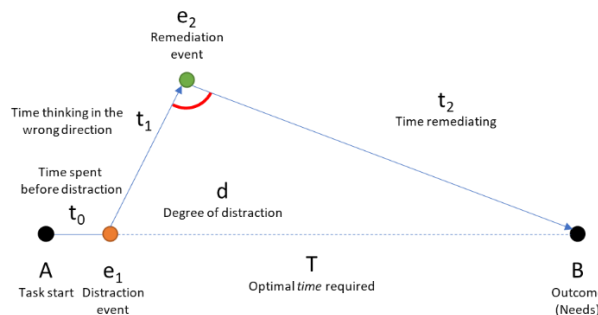 e2
Remediation
event
Time thinking in the
wrong direction
t1
t2
Time remediating
Time spent
before distraction
t0
d
Degree of distraction
A
Task start
e1
Distraction
event
T
Optimal time required
B
Outcome
(Needs)